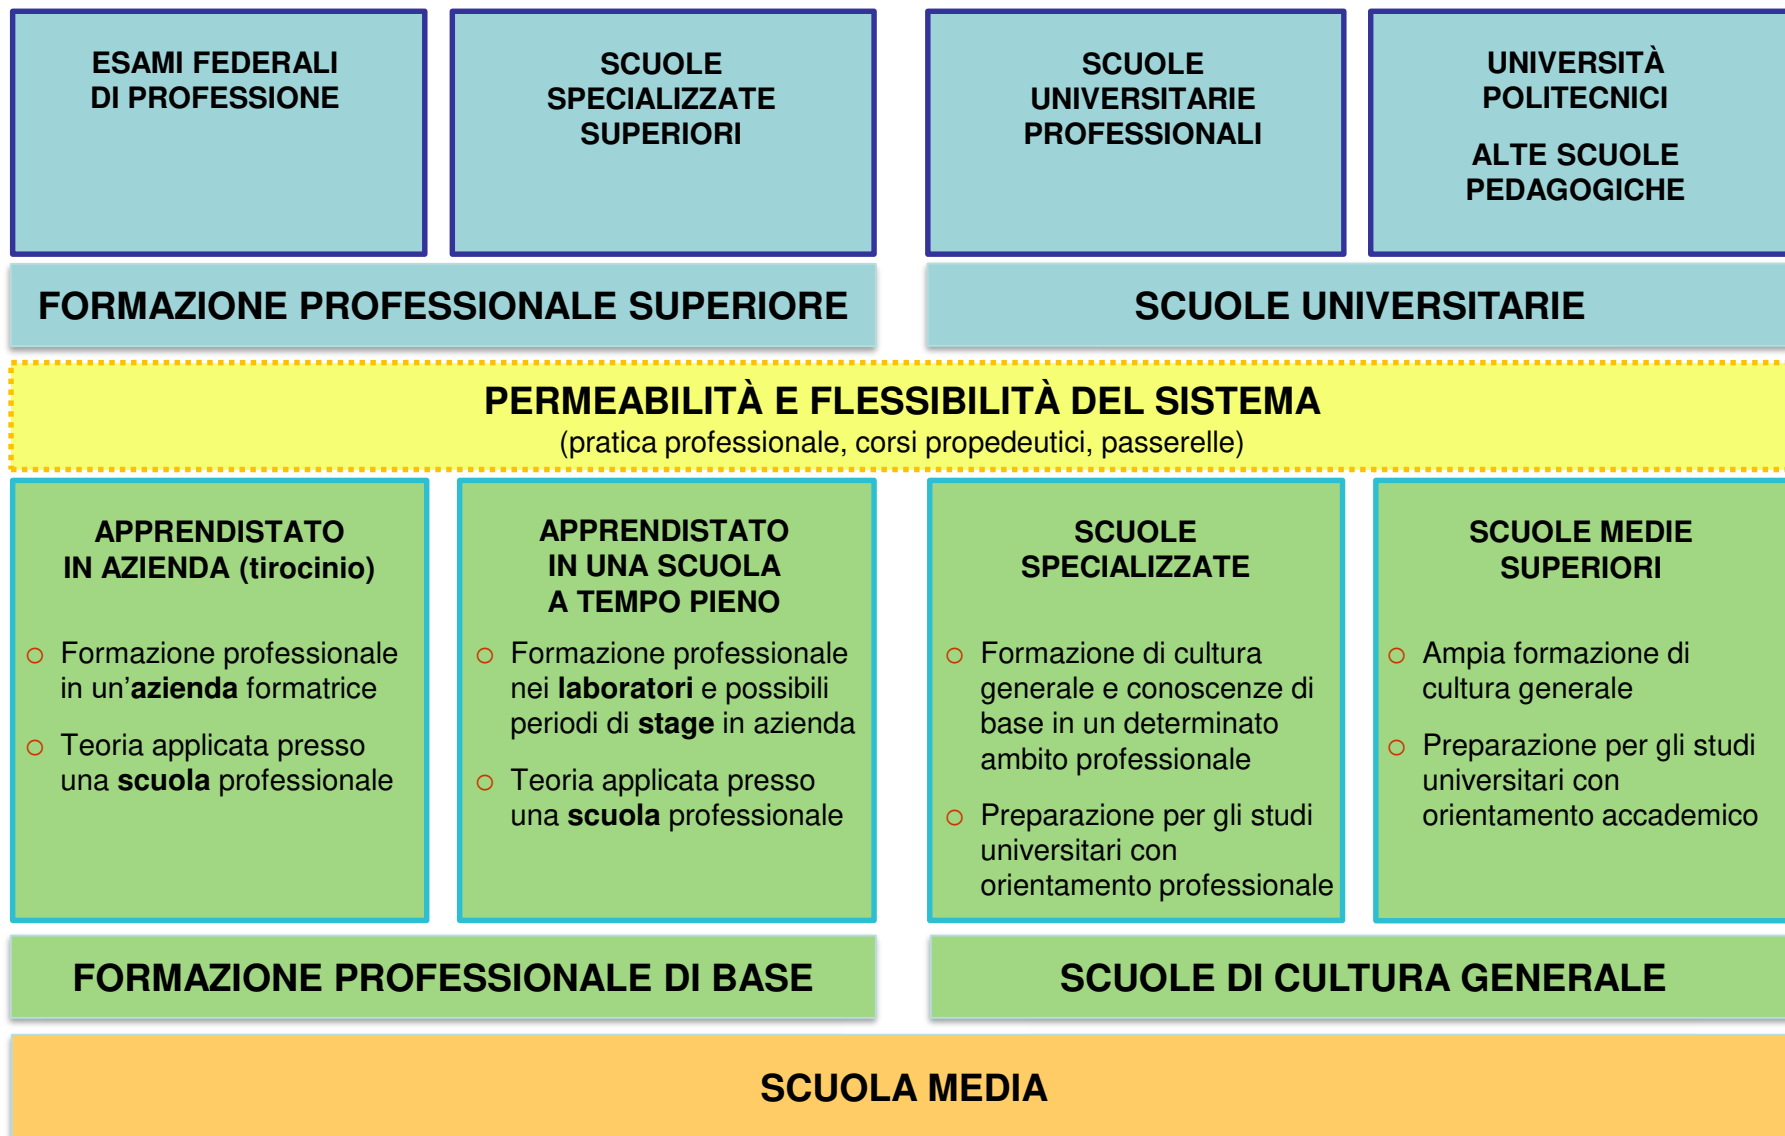 ESAMI FEDERALI
DI PROFESSIONE
SCUOLE
SPECIALIZZATE
SUPERIORI
SCUOLE
UNIVERSITARIE
PROFESSIONALI
UNIVERSITÀ
POLITECNICI
ALTE SCUOLE
PEDAGOGICHE
FORMAZIONE PROFESSIONALE SUPERIORE
SCUOLE UNIVERSITARIE
PERMEABILITÀ E FLESSIBILITÀ DEL SISTEMA
(pratica professionale, corsi propedeutici, passerelle)
APPRENDISTATO
IN AZIENDA (tirocinio)
○ Formazione professionale
in un'azienda formatrice
○ Teoria applicata presso
una scuola professionale
APPRENDISTATO
IN UNA SCUOLA
A TEMPO PIENO
○ Formazione professionale
nei laboratori e possibili
periodi di stage in azienda
○ Teoria applicata presso
una scuola professionale
SCUOLE
SPECIALIZZATE
○ Formazione di cultura
generale e conoscenze di
base in un determinato
ambito professionale
○ Preparazione per gli studi
universitari con
orientamento professionale
SCUOLE MEDIE
SUPERIORI
○ Ampia formazione di
cultura generale
○ Preparazione per gli studi
universitari con
orientamento accademico
FORMAZIONE PROFESSIONALE DI BASE
SCUOLE DI CULTURA GENERALE
SCUOLA MEDIA